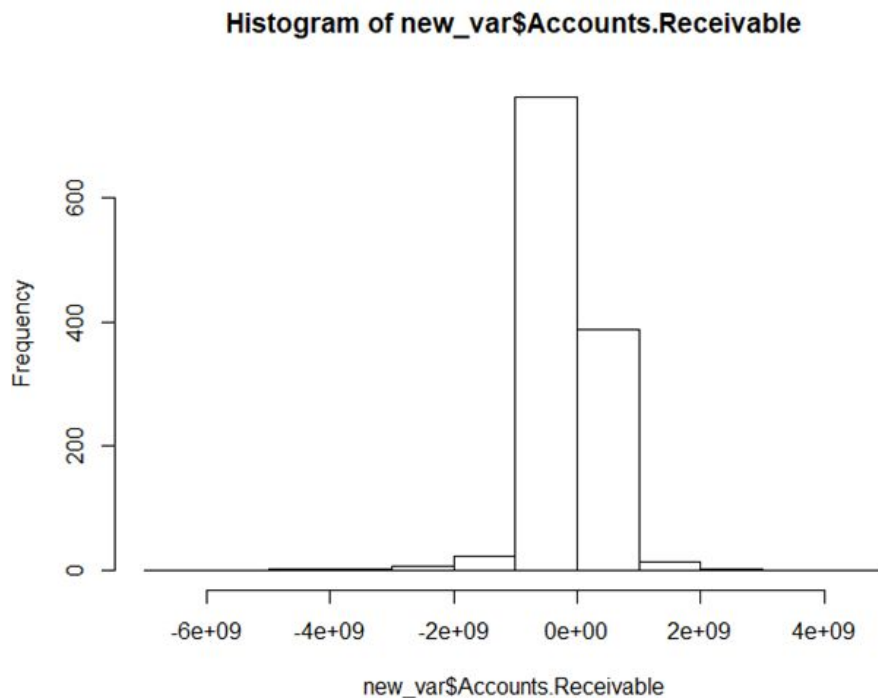 Histogram of new_var$Accounts.Receivable
Frequency
600
400
200
0
-6e+09 -4e+09 -2e+09 0e+00 2e+09 4e+09
new_var$Accounts.Receivable